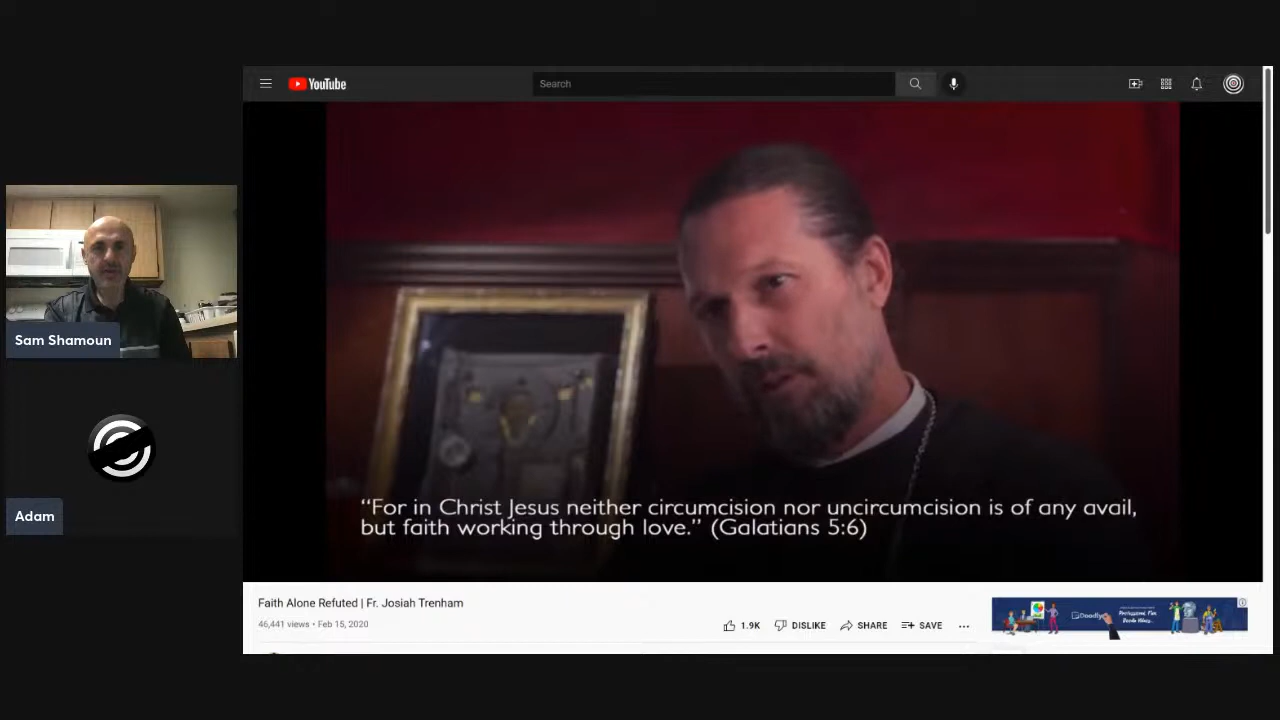 YouTube
Search
Sam Shamoun
Adam
“For in Christ Jesus neither circumcision nor uncircumcision is of any avail,
but faith working through love.” (Galatians 5:6)
Faith Alone Refuted | Fr. Josiah Trenham
46,441 views • Feb 15, 2020
1.9K DISLIKE SHARE SAVE
Doodly